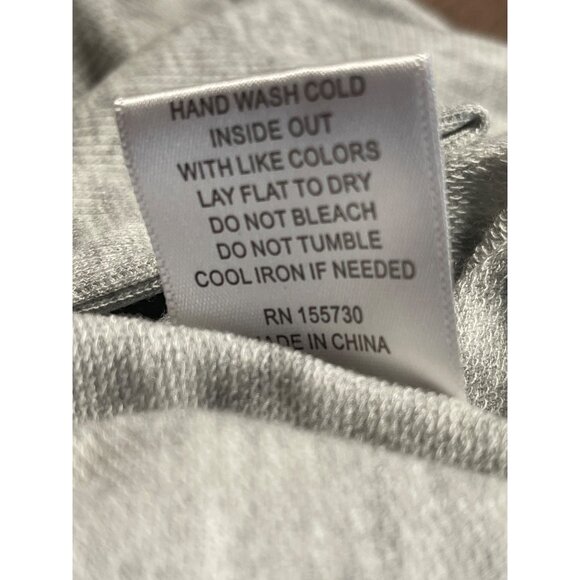 HAND WASH COLD
INSIDE OUT
WITH LIKE COLORS
LAY FLAT TO DRY
DO NOT BLEACH
DO NOT TUMBLE
COOL IRON IF NEEDED
RN 155730
MADE IN CHINA